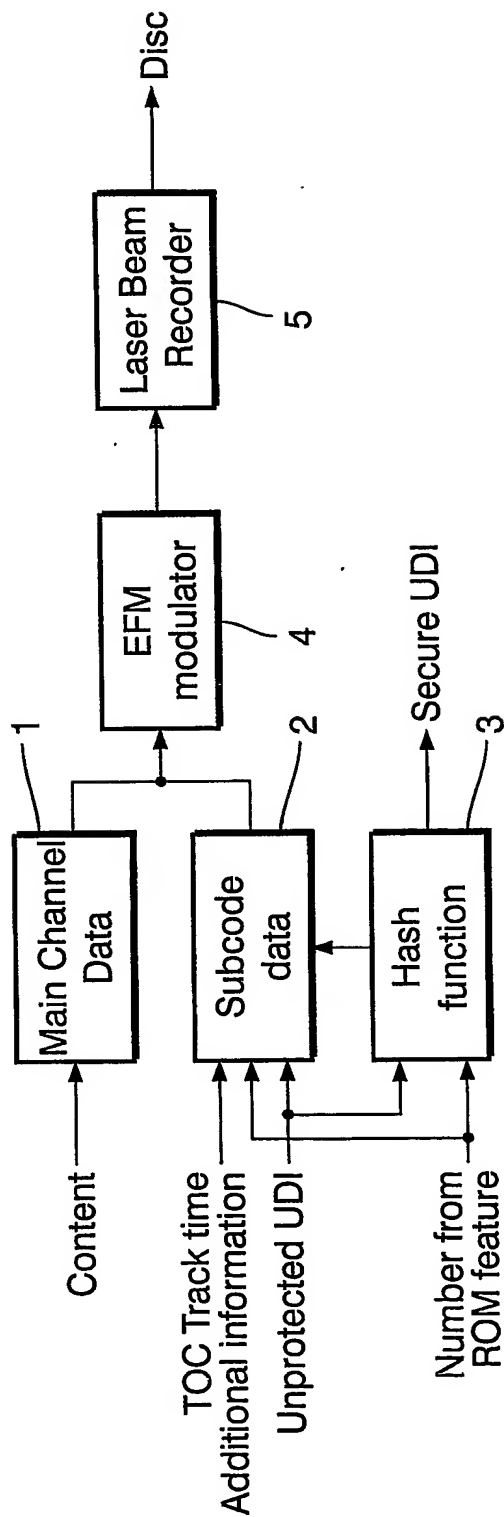 Content
Main Channel
Data
1
TOC Track time
Additional information
Unprotected UDI
Subcode
data
2
Number from
ROM feature
Hash
function
3
Secure UDI
EFM
modulator
4
Laser Beam
Recorder
5
Disc